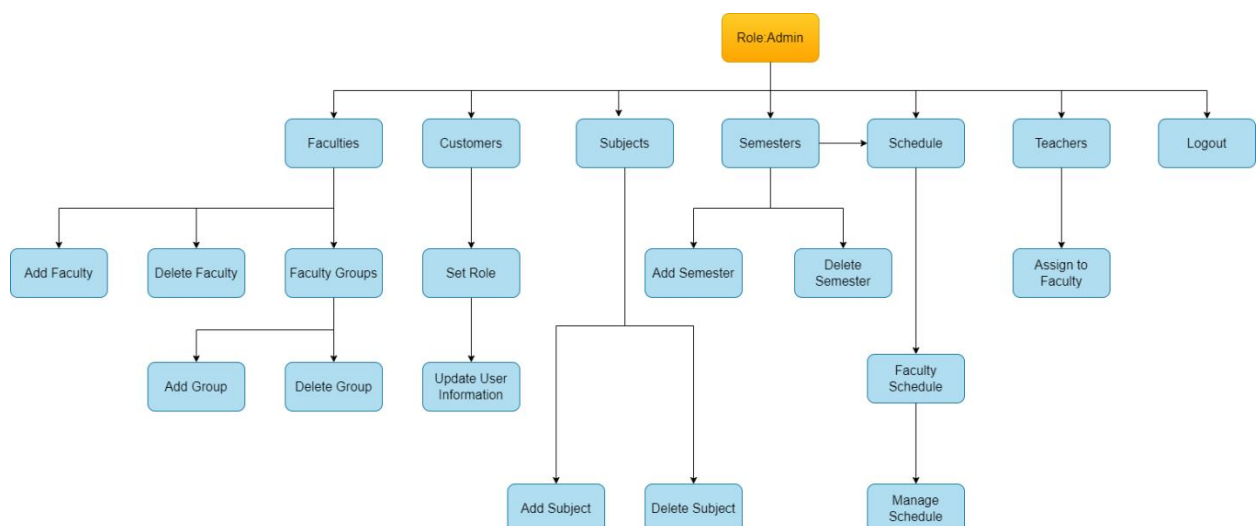 Role:Admin
Faculties
Customers
Subjects
Semesters
Schedule
Teachers
Logout
Add Faculty
Delete Faculty
Faculty Groups
Set Role
Add Semester
Delete
Semester
Assign to
Faculty
Add Group
Delete Group
Update User
Information
Faculty
Schedule
Add Subject
Delete Subject
Manage
Schedule